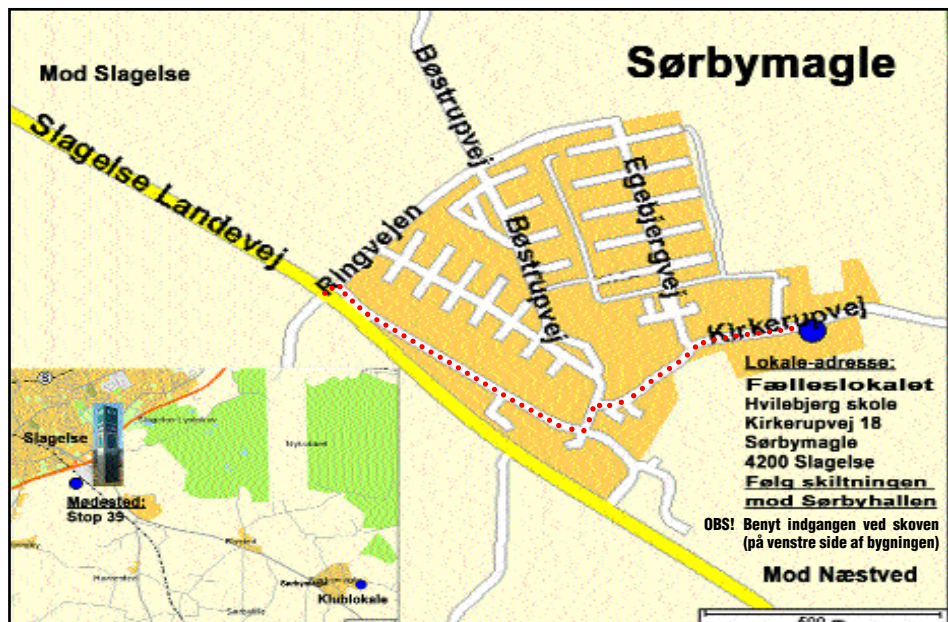 Sørbymagle
Mod Slagelse
Bøstrupvej
Slagelse Landevej
Ringvejen
Bøstrupvej
Egebjergvej
Kirkerupvej
Lokale-adresse:
Fælleslokalet
Hvilebjerg skole
Kirkerupvej 18
Sørbymagle
4200 Slagelse
Følg skiltningen
mod Sørbyhallen
OBS! Benyt indgangen ved skoven
(på venstre side af bygningen)
Mod Næstved
Slagelse
Mødested:
Stop 39
Klublokale